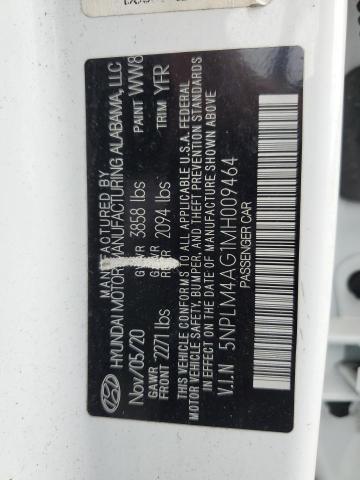 MANUFACTURED BY
HYUNDAI MOTOR MANUFACTURING ALABAMA, LLC
Nov/05/20 GVWR 3858 lbs PAINT WW8
GAWR FRONT 2271 lbs GAWR REAR 2094 lbs TRIM YFR
THIS VEHICLE CONFORMS TO ALL APPLICABLE U.S.A. FEDERAL
MOTOR VEHICLE SAFETY, BUMPER, AND THEFT PREVENTION STANDARDS
IN EFFECT ON THE DATE OF MANUFACTURE SHOWN ABOVE.
V.I.N 5NPLM4AG1MH009464
PASSENGER CAR